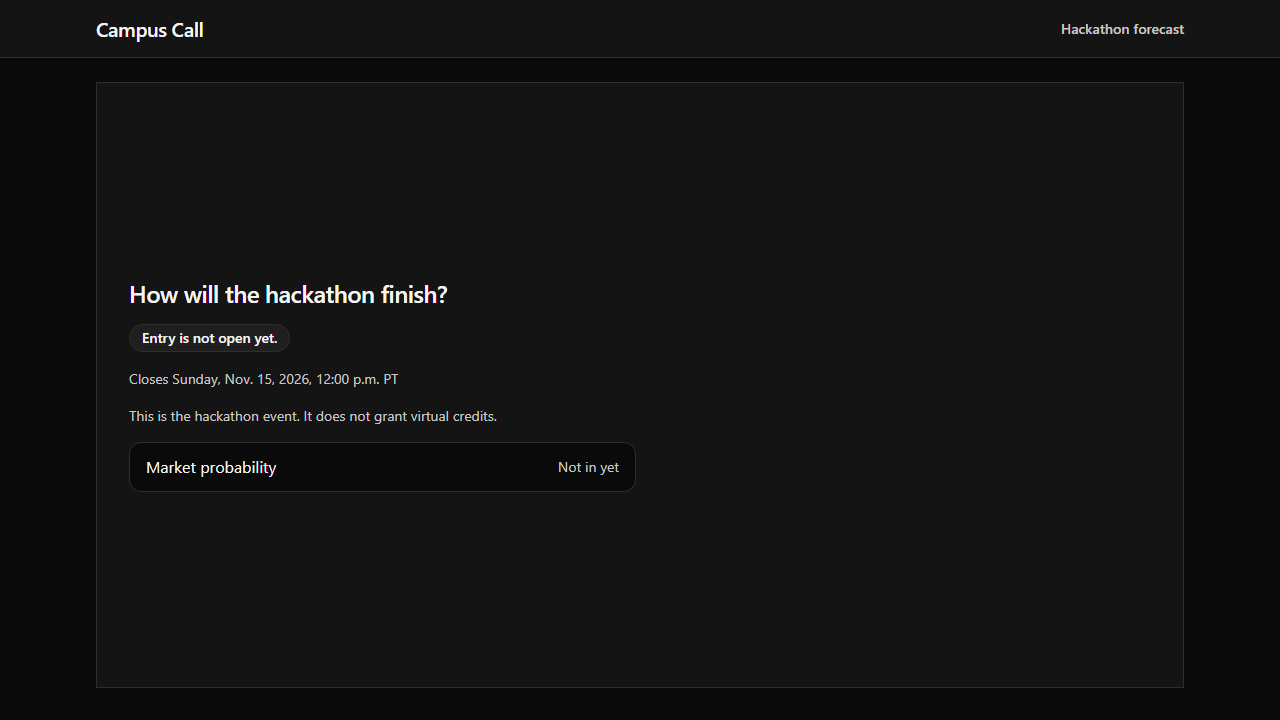 Campus Call
Hackathon forecast
How will the hackathon finish?
Entry is not open yet.
Closes Sunday, Nov. 15, 2026, 12:00 p.m. PT
This is the hackathon event. It does not grant virtual credits.
Market probability
Not in yet